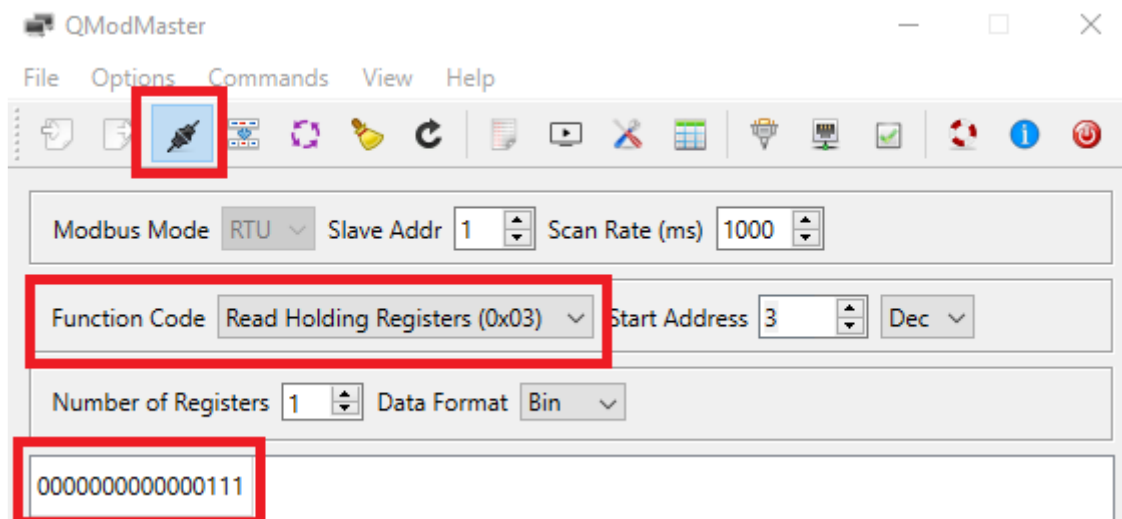 QModMaster
File Options Commands View Help
Modbus Mode RTU Slave Addr 1 Scan Rate (ms) 1000
Function Code Read Holding Registers (0x03) Start Address 3 Dec
Number of Registers 1 Data Format Bin
0000000000000111